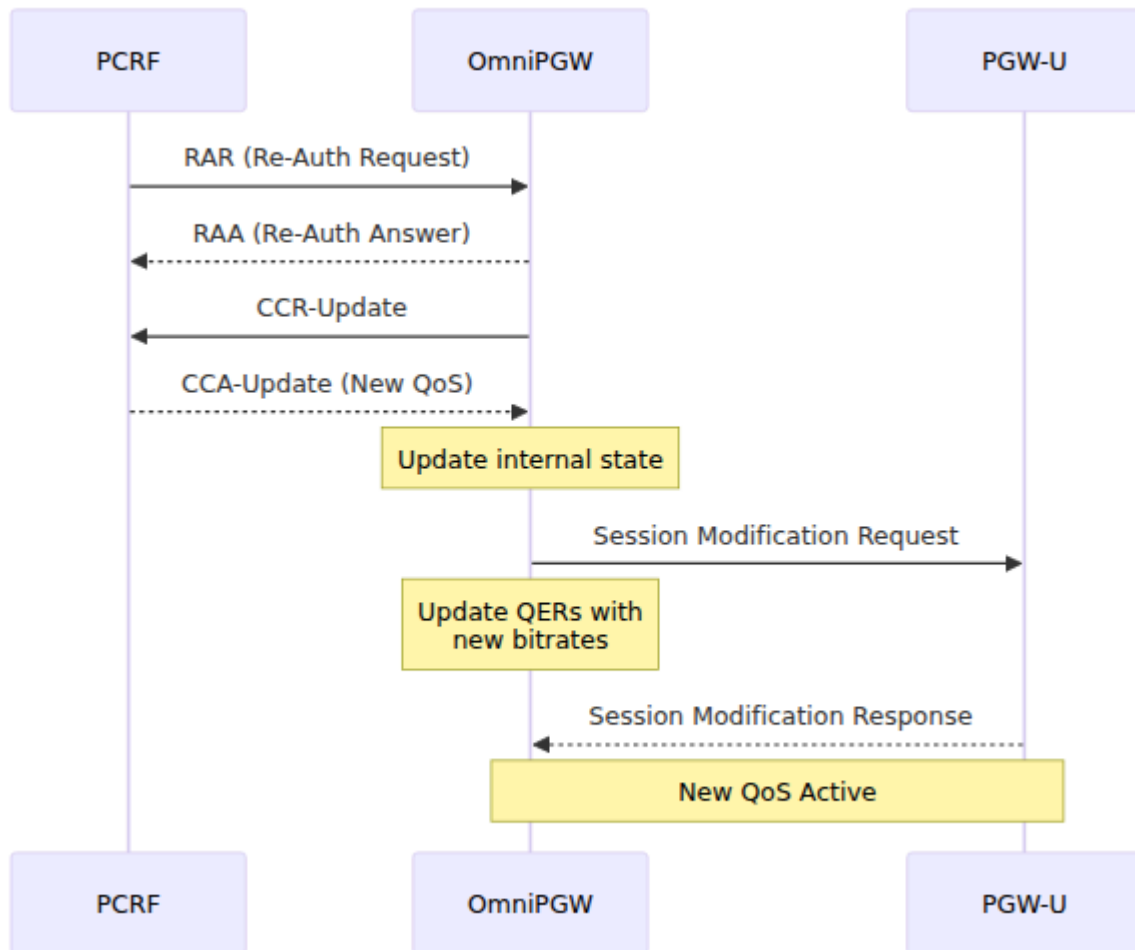 PCRF
OmniPGW
PGW-U
RAR (Re-Auth Request)
RAA (Re-Auth Answer)
CCR-Update
CCA-Update (New QoS)
Update internal state
Session Modification Request
Update QERs with
new bitrates
Session Modification Response
New QoS Active
PCRF
OmniPGW
PGW-U